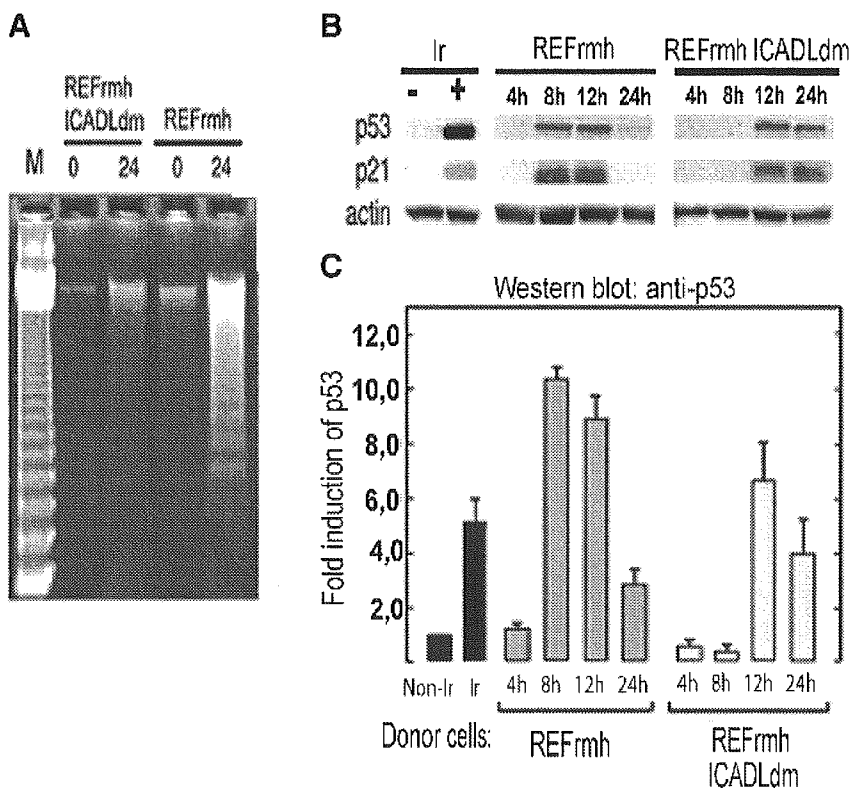 A
REFrmh
ICADLdm
REFrmh
M
0
24
0
24
B
Ir
REFrmh
REFrmh ICADLdm
-
+
4h
8h
12h
24h
4h
8h
12h
24h
p53
p21
actin
C
Western blot: anti-p53
Fold induction of p53
12,0
10,0
8,0
6,0
4,0
2,0
Non-Ir
Ir
4h
8h
12h
24h
4h
8h
12h
24h
Donor cells:
REFrmh
REFrmh
ICADLdm